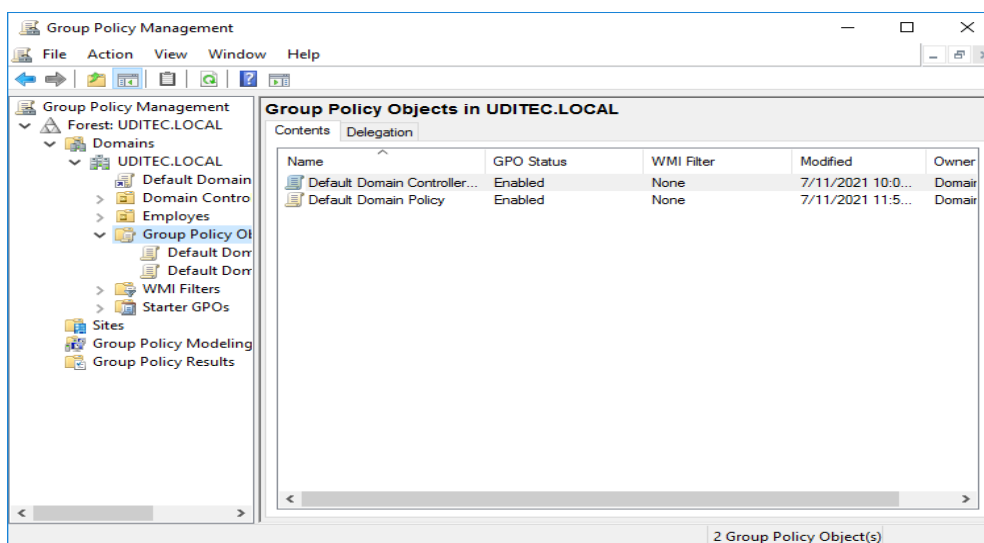 Group Policy Management
File Action View Window Help
Group Policy Management
Forest: UDITEC.LOCAL
Domains
UDITEC.LOCAL
Default Domain
Domain Contro
Employes
Group Policy Ob
Default Dom
Default Dom
WMI Filters
Starter GPOs
Sites
Group Policy Modeling
Group Policy Results
Group Policy Objects in UDITEC.LOCAL
Contents Delegation
Name GPO Status WMI Filter Modified Owner
Default Domain Controller... Enabled None 7/11/2021 10:0... Domain
Default Domain Policy Enabled None 7/11/2021 11:5... Domain
2 Group Policy Object(s)